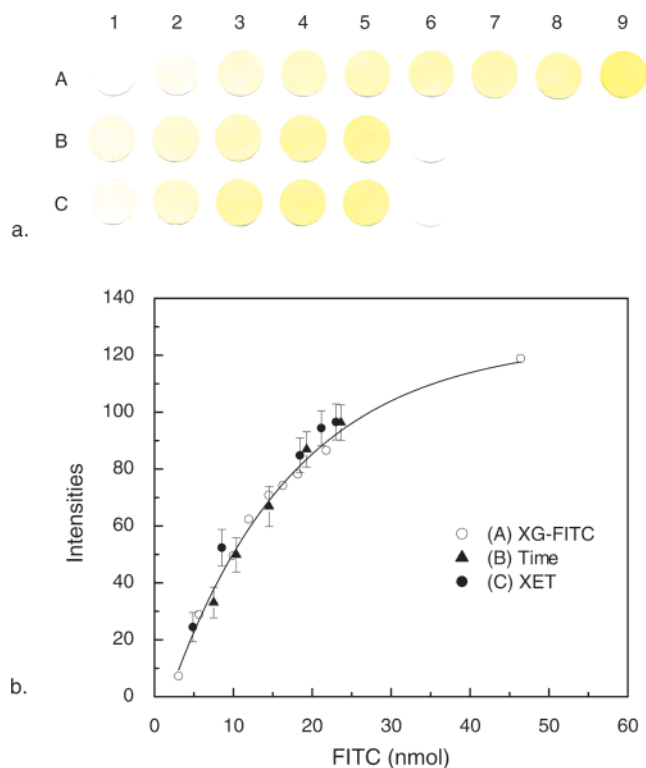 1 2 3 4 5 6 7 8 9
A
B
C
a.
140
120
100
80
60
40
20
0
Intensities
(A) XG-FITC
(B) Time
(C) XET
b.
0 10 20 30 40 50 60
FITC (nmol)